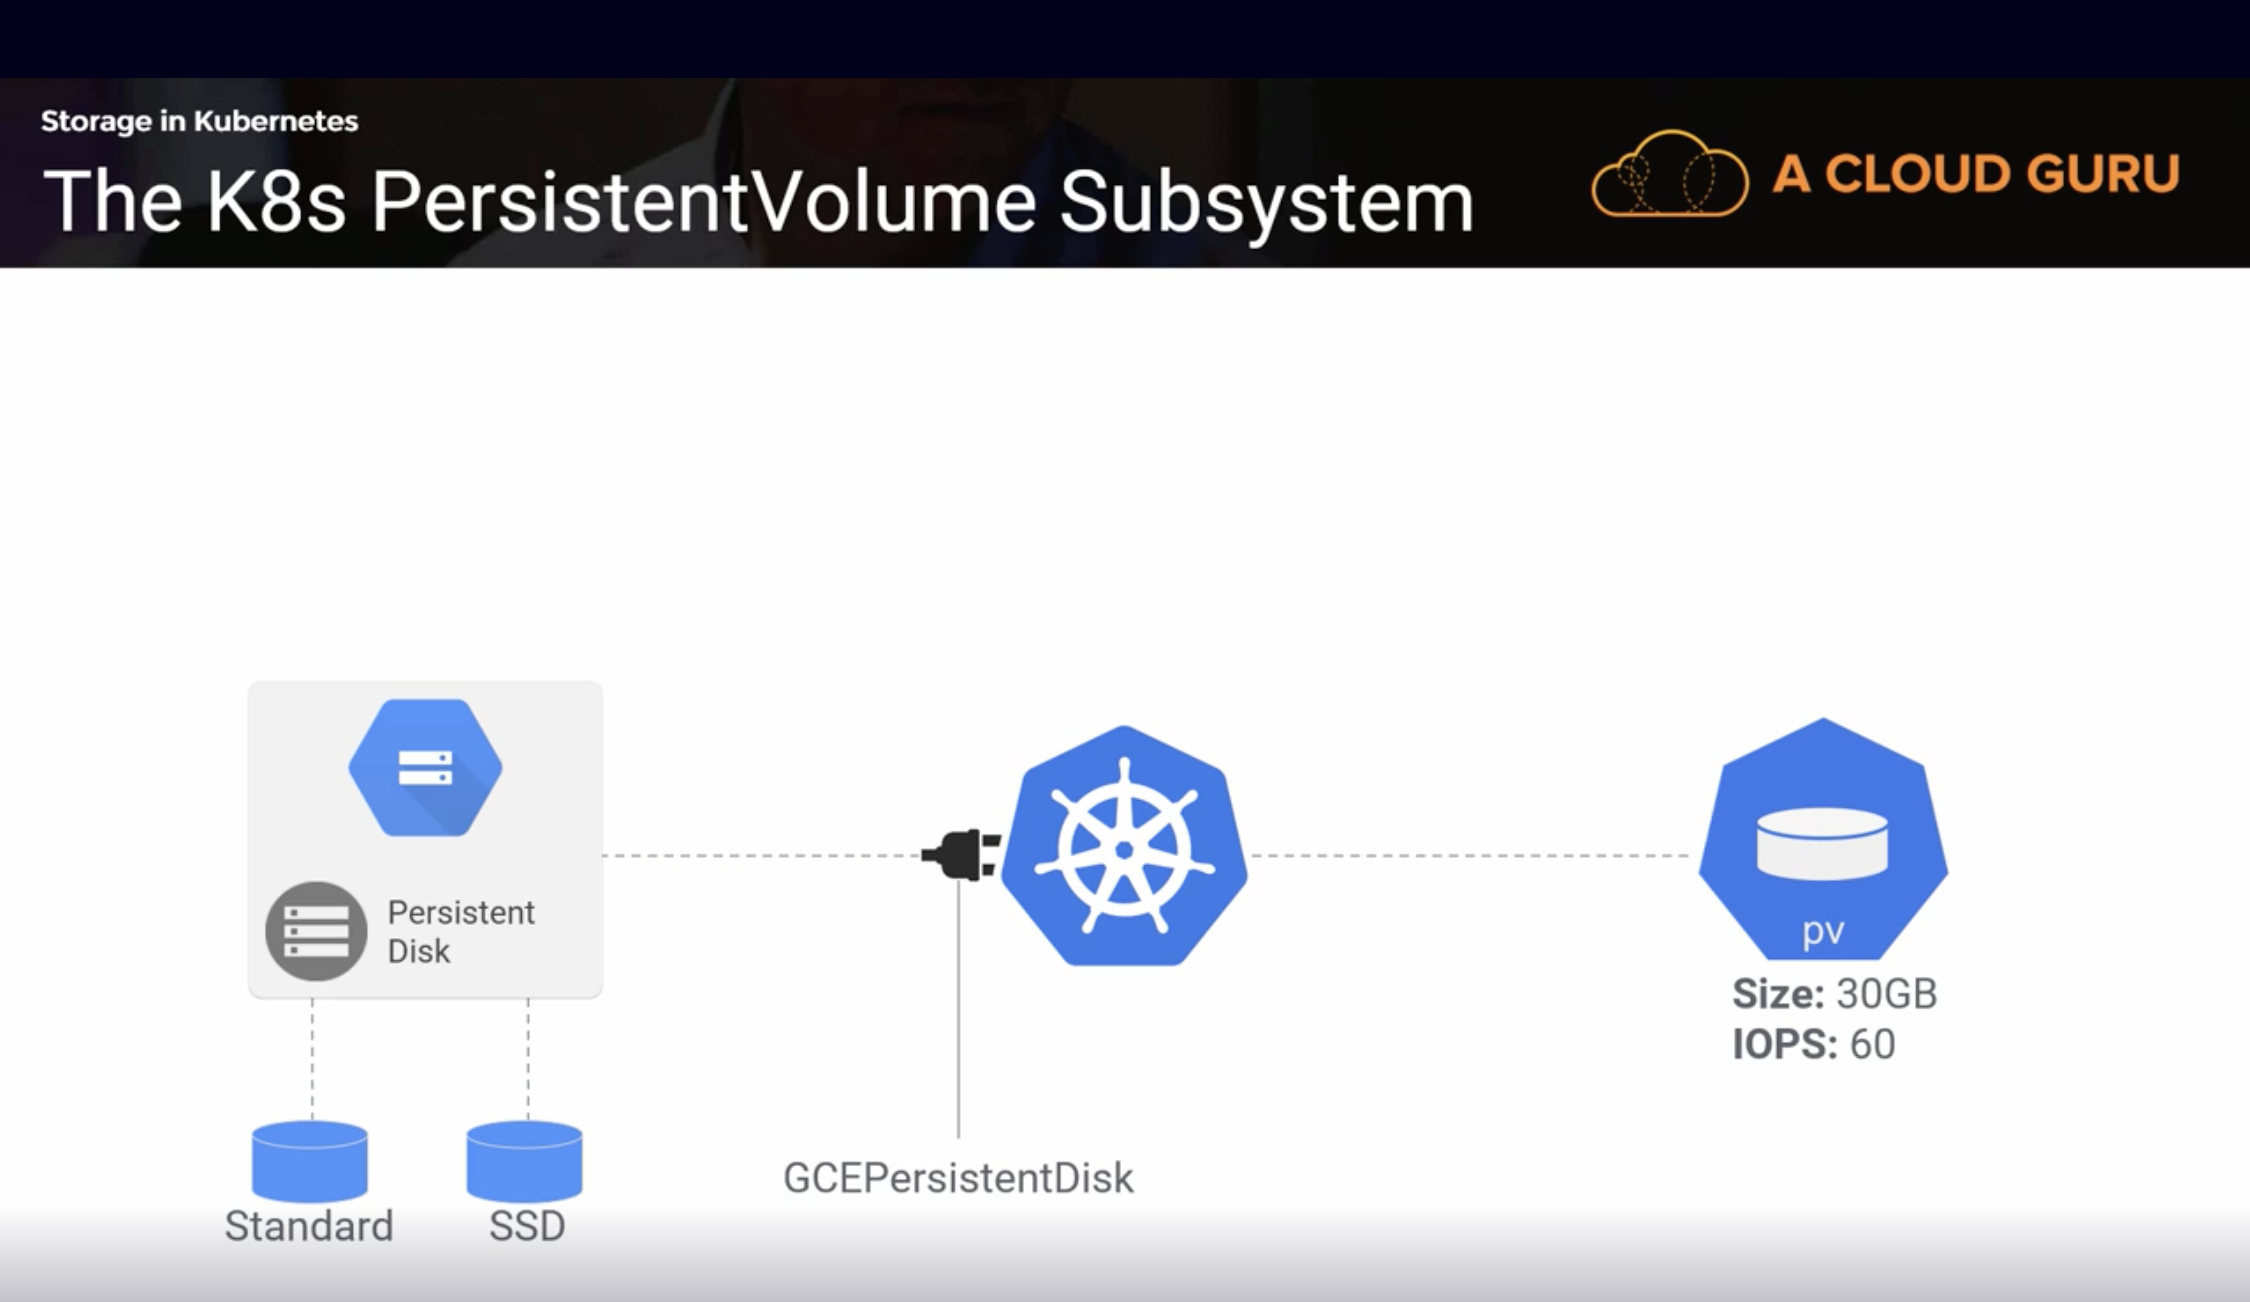 Storage in Kubernetes
The K8s PersistentVolume Subsystem
A CLOUD GURU
Persistent
Disk
pv
Size: 30GB
IOPS: 60
GCEPersistentDisk
Standard
SSD